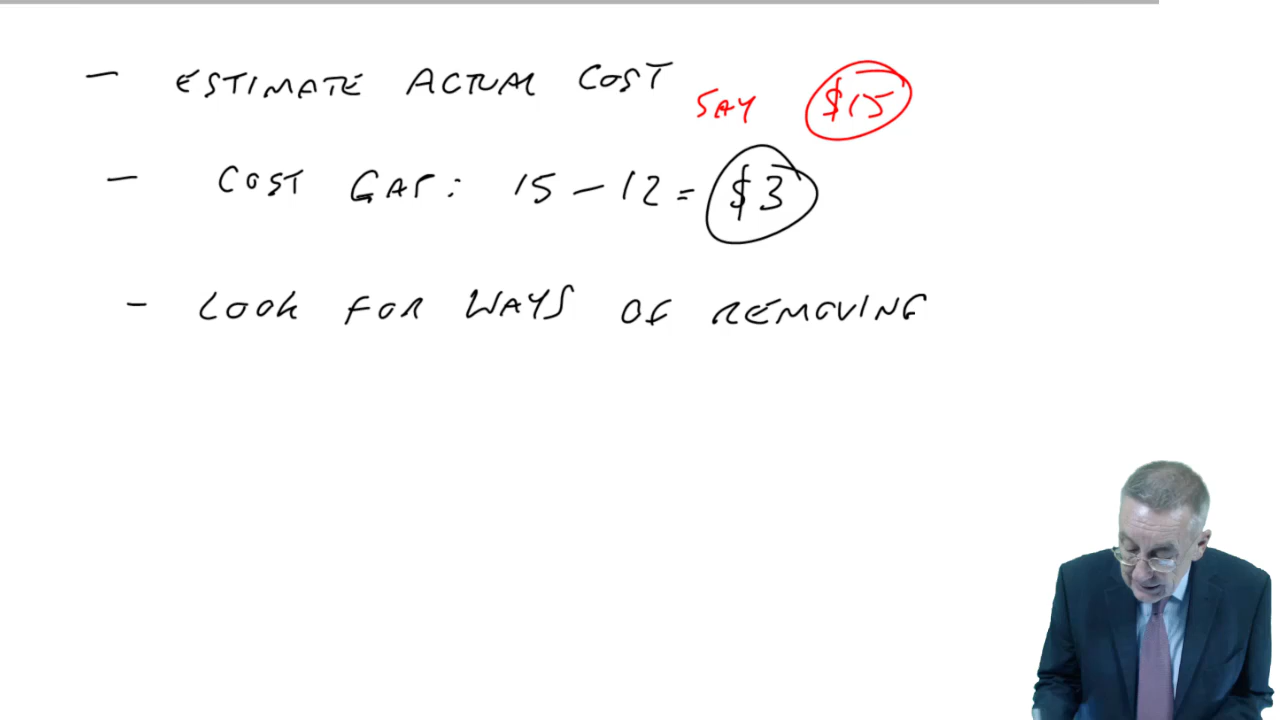 - ESTIMATE ACTUAL COST
SAY $15
- COST GAP: 15 - 12 = $3
- LOOK FOR WAYS OF REMOVING